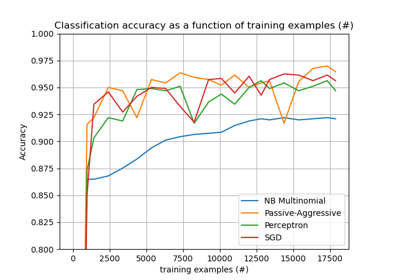 Classification accuracy as a function of training examples (#)
1.000
0.975
0.950
0.925
0.900
0.875
0.850
0.825
0.800
Accuracy
NB Multinomial
Passive-Aggressive
Perceptron
SGD
0 2500 5000 7500 10000 12500 15000 17500
training examples (#)